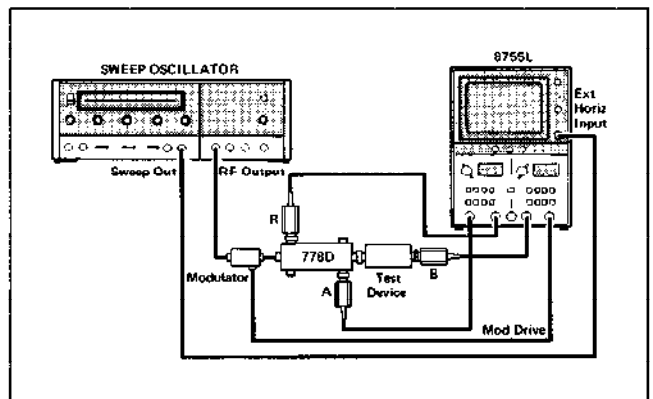 SWEEP OSCILLATOR
8755L
Ext
Horiz
Input
Sweep Out
RF Output
R
778D
Modulator
A
Test
Device
B
Mod Drive